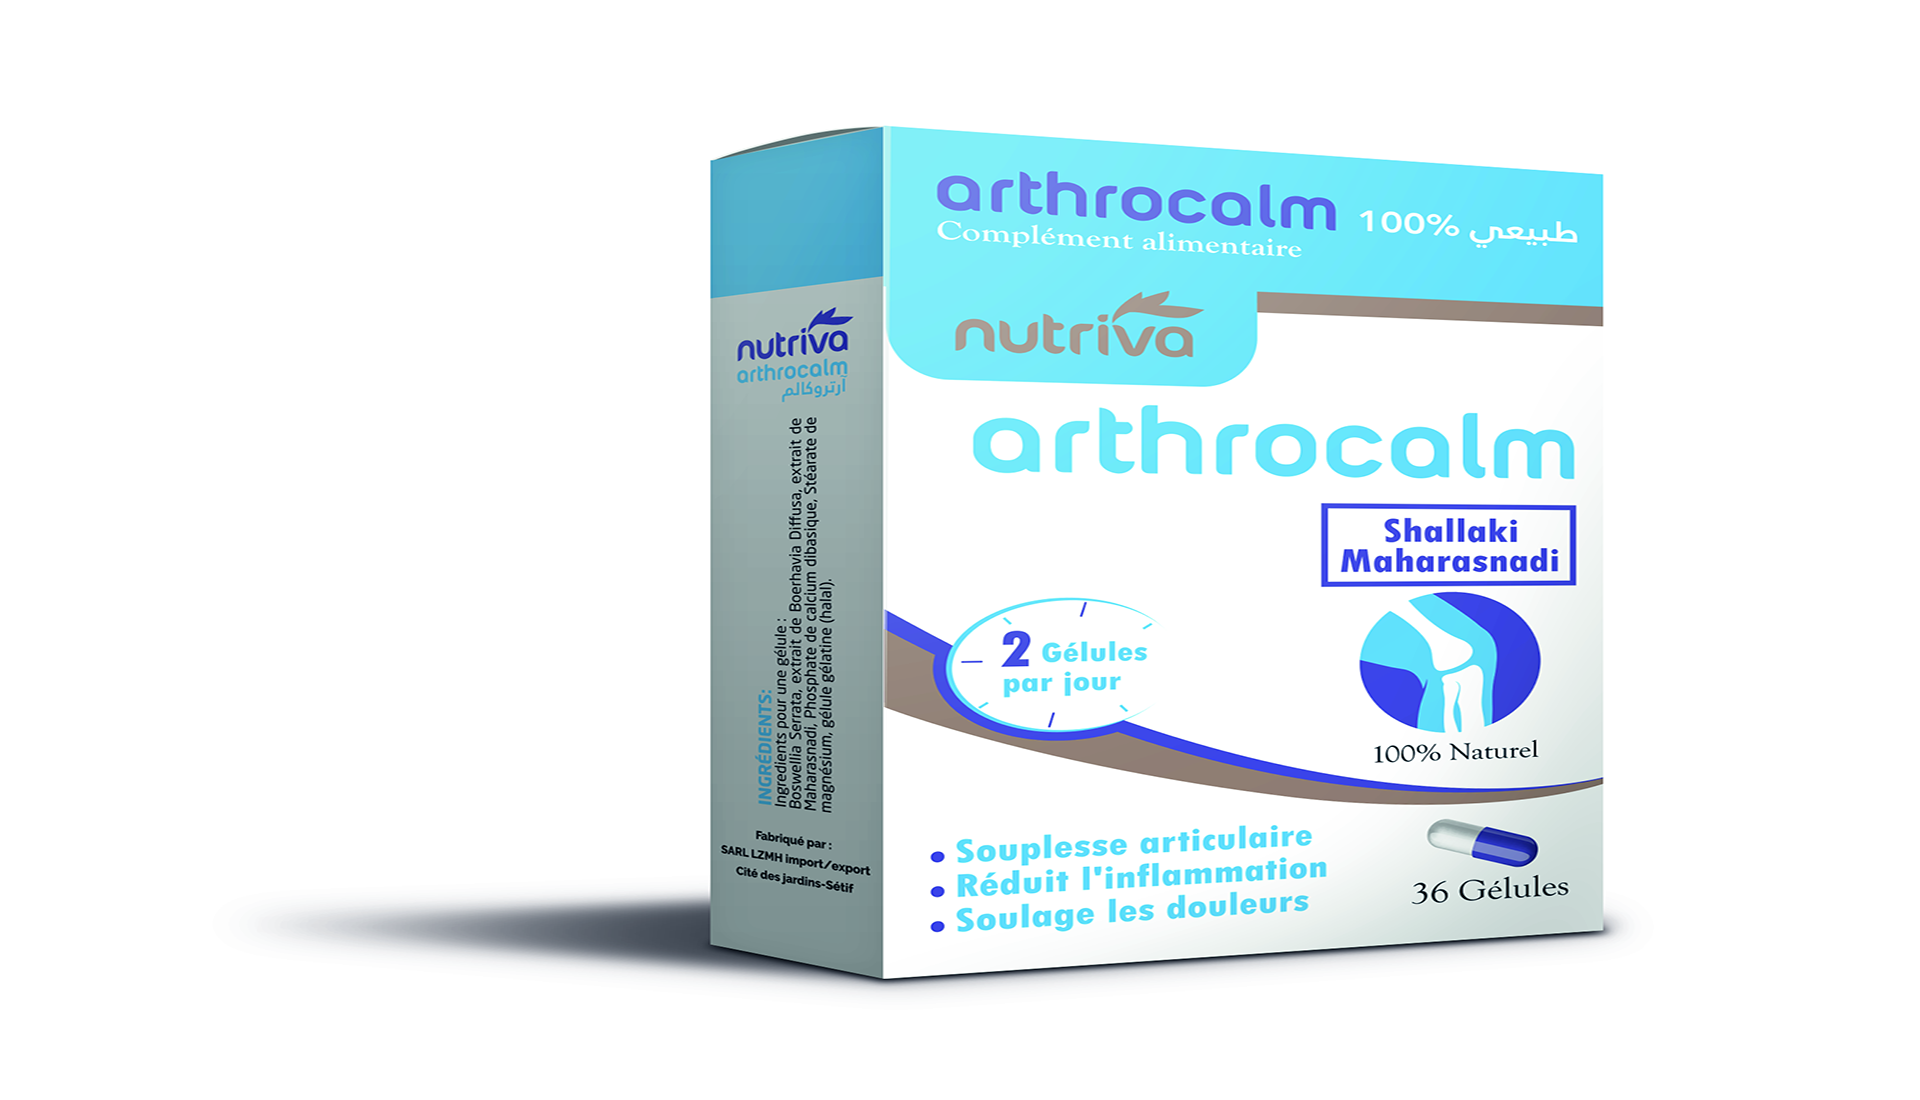 nutriva
arthrocalm
آرتروكالم
INGRÉDIENTS:
Ingredients pour une gélule :
Boswellia Serrata, extrait de Boerhavia Diffusa, extrait de
Maharasnadi, Phosphate de calcium dibasique, Stéarate de
magnésium, gélule gélatine (halal).
Fabriqué par :
SARL LZMH import/export
Cité des jardins-Sétif
arthrocalm
100% طبيعي
Complément alimentaire
nutriva
arthrocalm
Shallaki
Maharasnadi
2 Gélules
par jour
100% Naturel
Souplesse articulaire
Réduit l'inflammation
Soulage les douleurs
36 Gélules